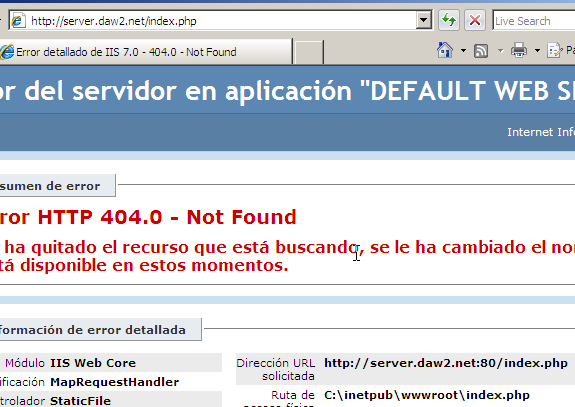 http://server.daw2.net/index.php
Live Search
Error detallado de IIS 7.0 - 404.0 - Not Found
or del servidor en aplicación "DEFAULT WEB SI
Internet Info
sumen de error
ror HTTP 404.0 - Not Found
ha quitado el recurso que está buscando, se le ha cambiado el nom
tá disponible en estos momentos.
formación de error detallada
Módulo IIS Web Core
ificación MapRequestHandler
trolador StaticFile
Dirección URL solicitada http://server.daw2.net:80/index.php
Ruta de C:\inetpub\wwwroot\index.php